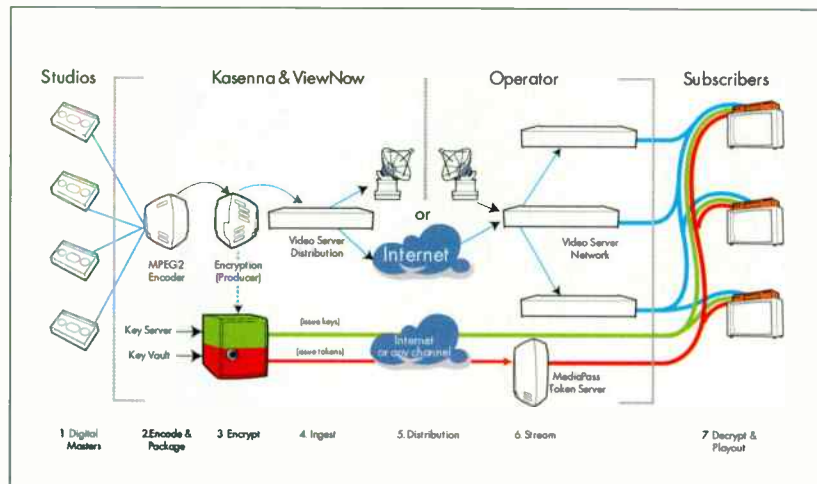 Studios
Kasenna & ViewNow
Operator
Subscribers
or
MPEG2
Encoder
Encryption
(Producer)
Video Server
Distribution
Internet
Video Server
Network
Key Server
Key Vault
(issue keys)
(issue tokens)
Internet
or any channel
MediaPass
Token Server
1 Digital
Masters
2.Encode &
Package
3 Encrypt
4. Ingest
5. Distribution
6. Stream
7 Decrypt &
Playout